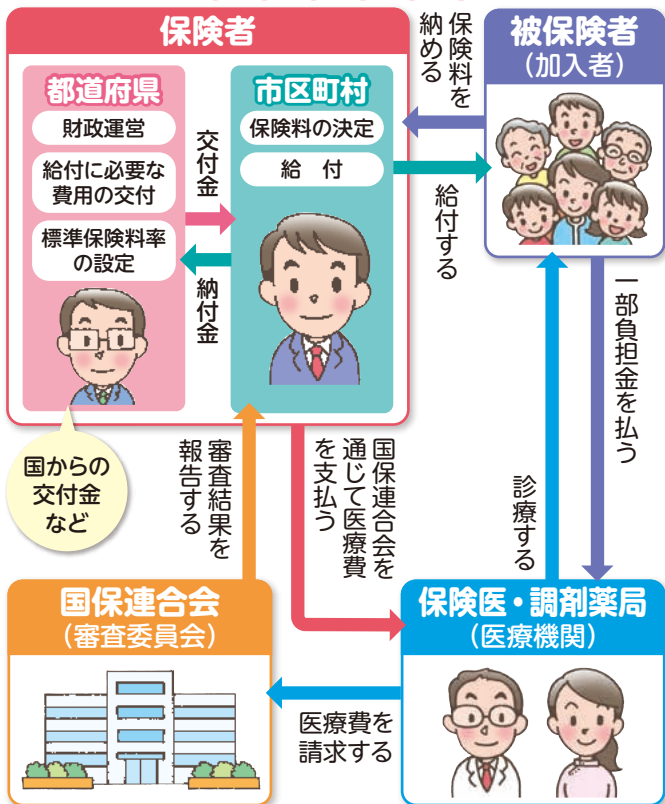 保険者
都道府県
財政運営
給付に必要な
費用の交付
標準保険料率
の設定
国からの
交付金
など
交付金
納付金
市区町村
保険料の決定
給 付
保険料を
納める
給付する
被保険者
(加入者)
一部負担金を払う
診療する
審査結果を
報告する
国保連合会を
通じて医療費
を支払う
国保連合会
(審査委員会)
医療費を
請求する
保険医・調剤薬局
(医療機関)